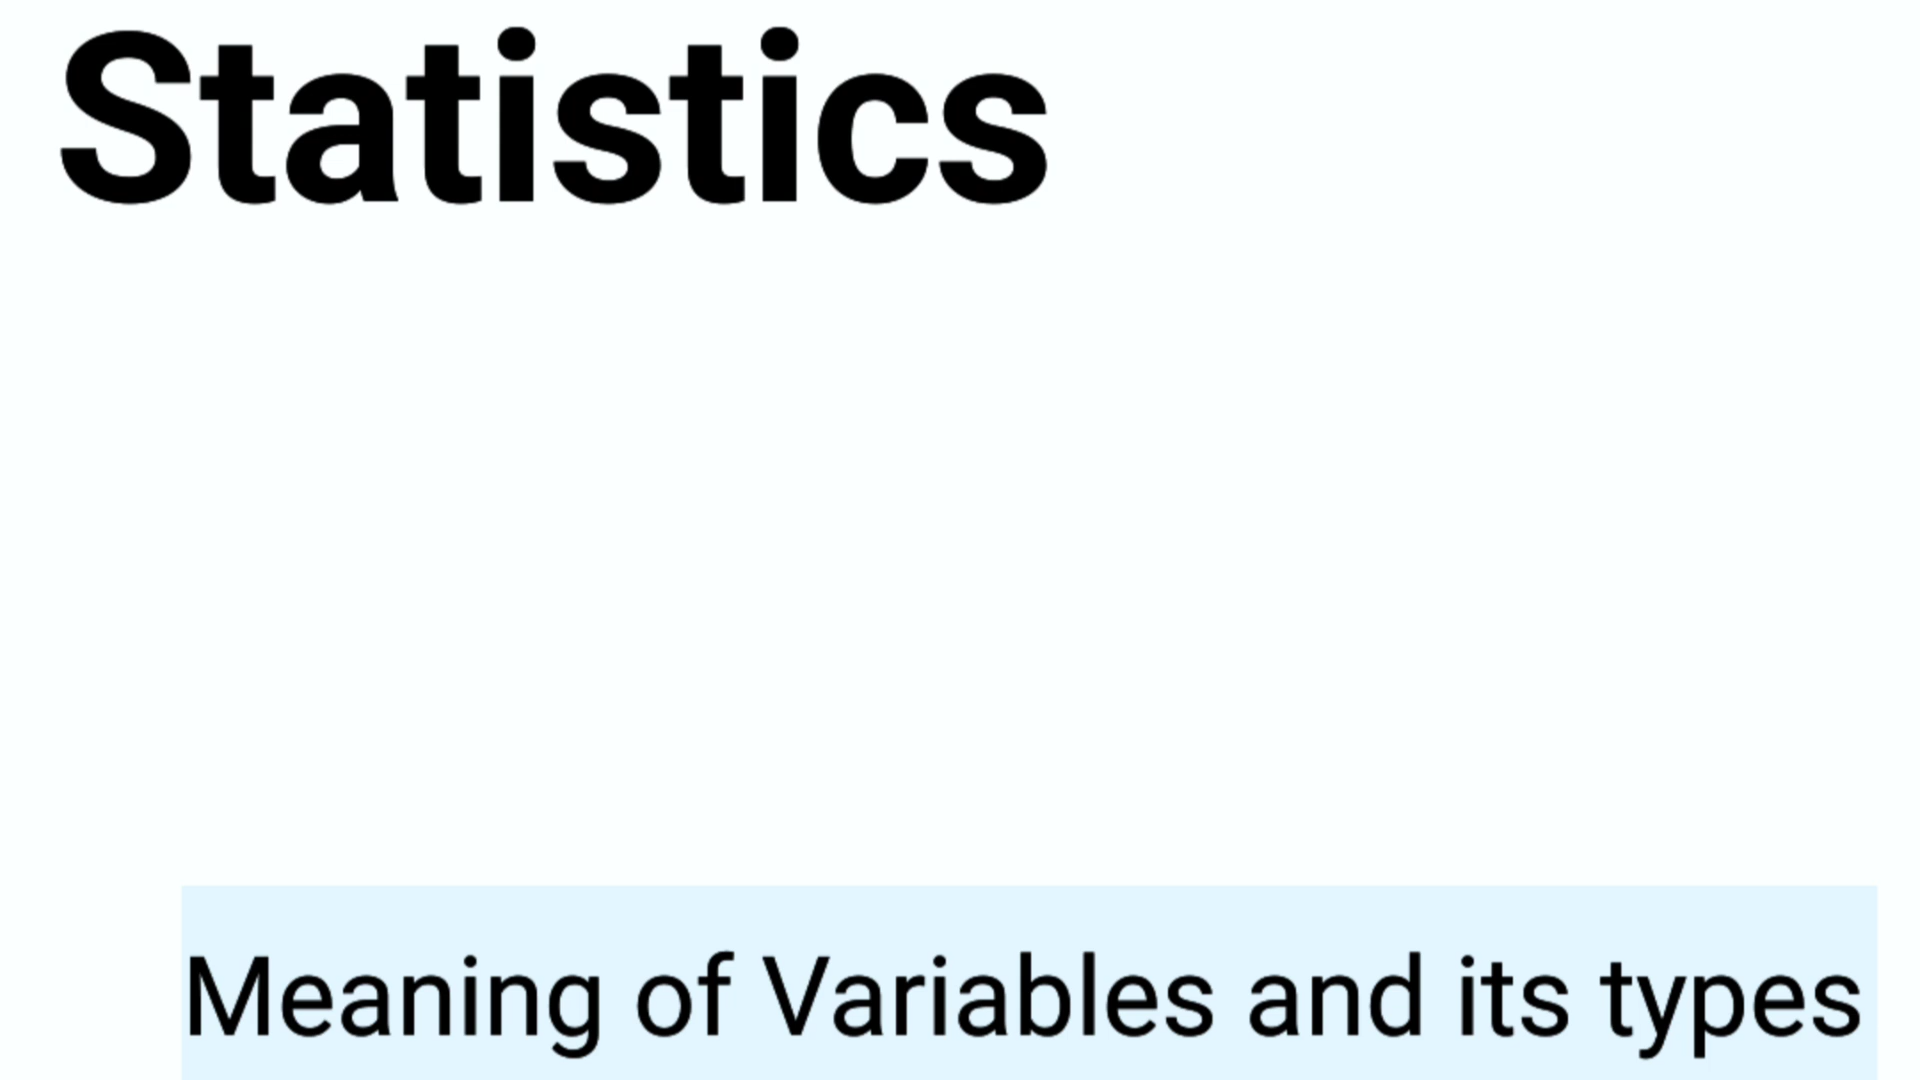 Statistics
Meaning of Variables and its types